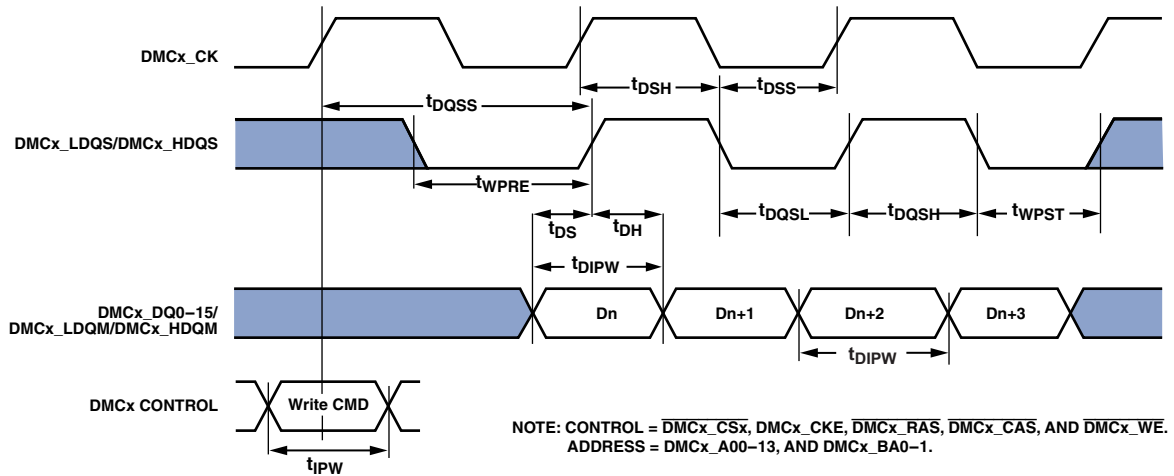 DMCx_CK
tDSH
tDSS
tDQSS
DMCx_LDQS/DMCx_HDQS
tWPRE
tDS
tDH
tDQSL
tDQSH
tWPST
tDIPW
DMCx_DQ0–15/
DMCx_LDQM/DMCx_HDQM
Dn
Dn+1
Dn+2
Dn+3
tDIPW
DMCx CONTROL
Write CMD
tIPW
NOTE: CONTROL = DMCx_CSx, DMCx_CKE, DMCx_RAS, DMCx_CAS, AND DMCx_WE.
ADDRESS = DMCx_A00-13, AND DMCx_BA0-1.